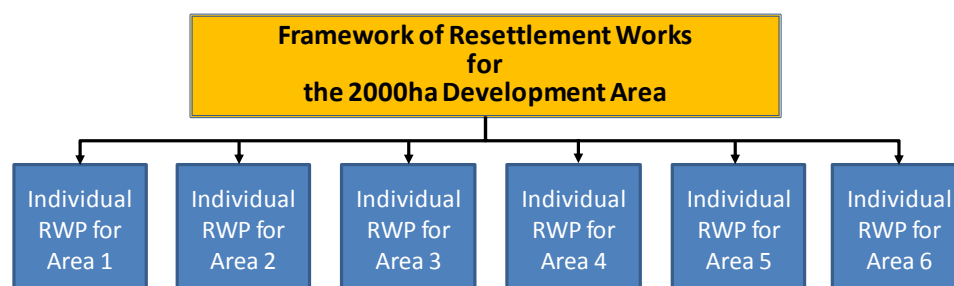 Framework of Resettlement Works
for
the 2000ha Development Area
Individual
RWP for
Area 1
Individual
RWP for
Area 2
Individual
RWP for
Area 3
Individual
RWP for
Area 4
Individual
RWP for
Area 5
Individual
RWP for
Area 6